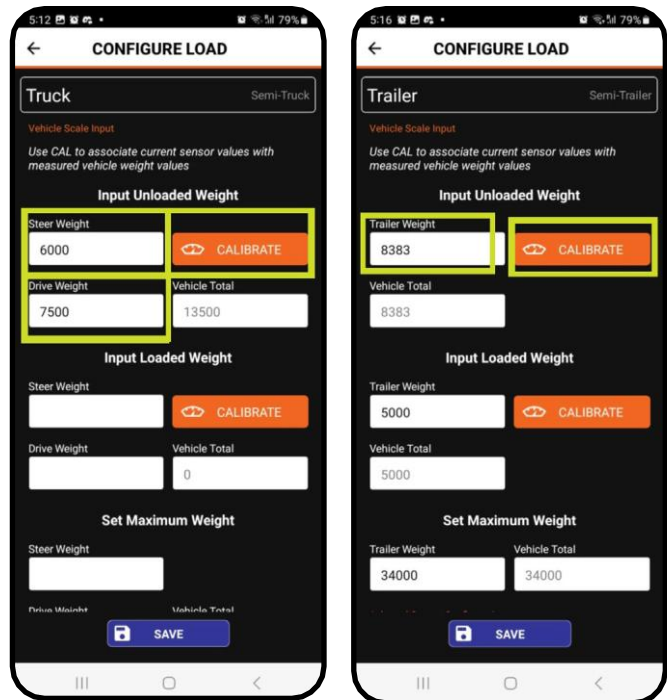 5:12
79%
CONFIGURE LOAD
Truck
Semi-Truck
Vehicle Scale Input
Use CAL to associate current sensor values with
measured vehicle weight values
Input Unloaded Weight
Steer Weight
6000
CALIBRATE
Drive Weight
Vehicle Total
7500
13500
Input Loaded Weight
Steer Weight
CALIBRATE
Drive Weight
Vehicle Total
0
Set Maximum Weight
Steer Weight
Drive Weight
Vehicle Total
SAVE
5:16
79%
CONFIGURE LOAD
Trailer
Semi-Trailer
Vehicle Scale Input
Use CAL to associate current sensor values with
measured vehicle weight values
Input Unloaded Weight
Trailer Weight
8383
CALIBRATE
Vehicle Total
8383
Input Loaded Weight
Trailer Weight
5000
CALIBRATE
Vehicle Total
5000
Set Maximum Weight
Trailer Weight
Vehicle Total
34000
34000
SAVE